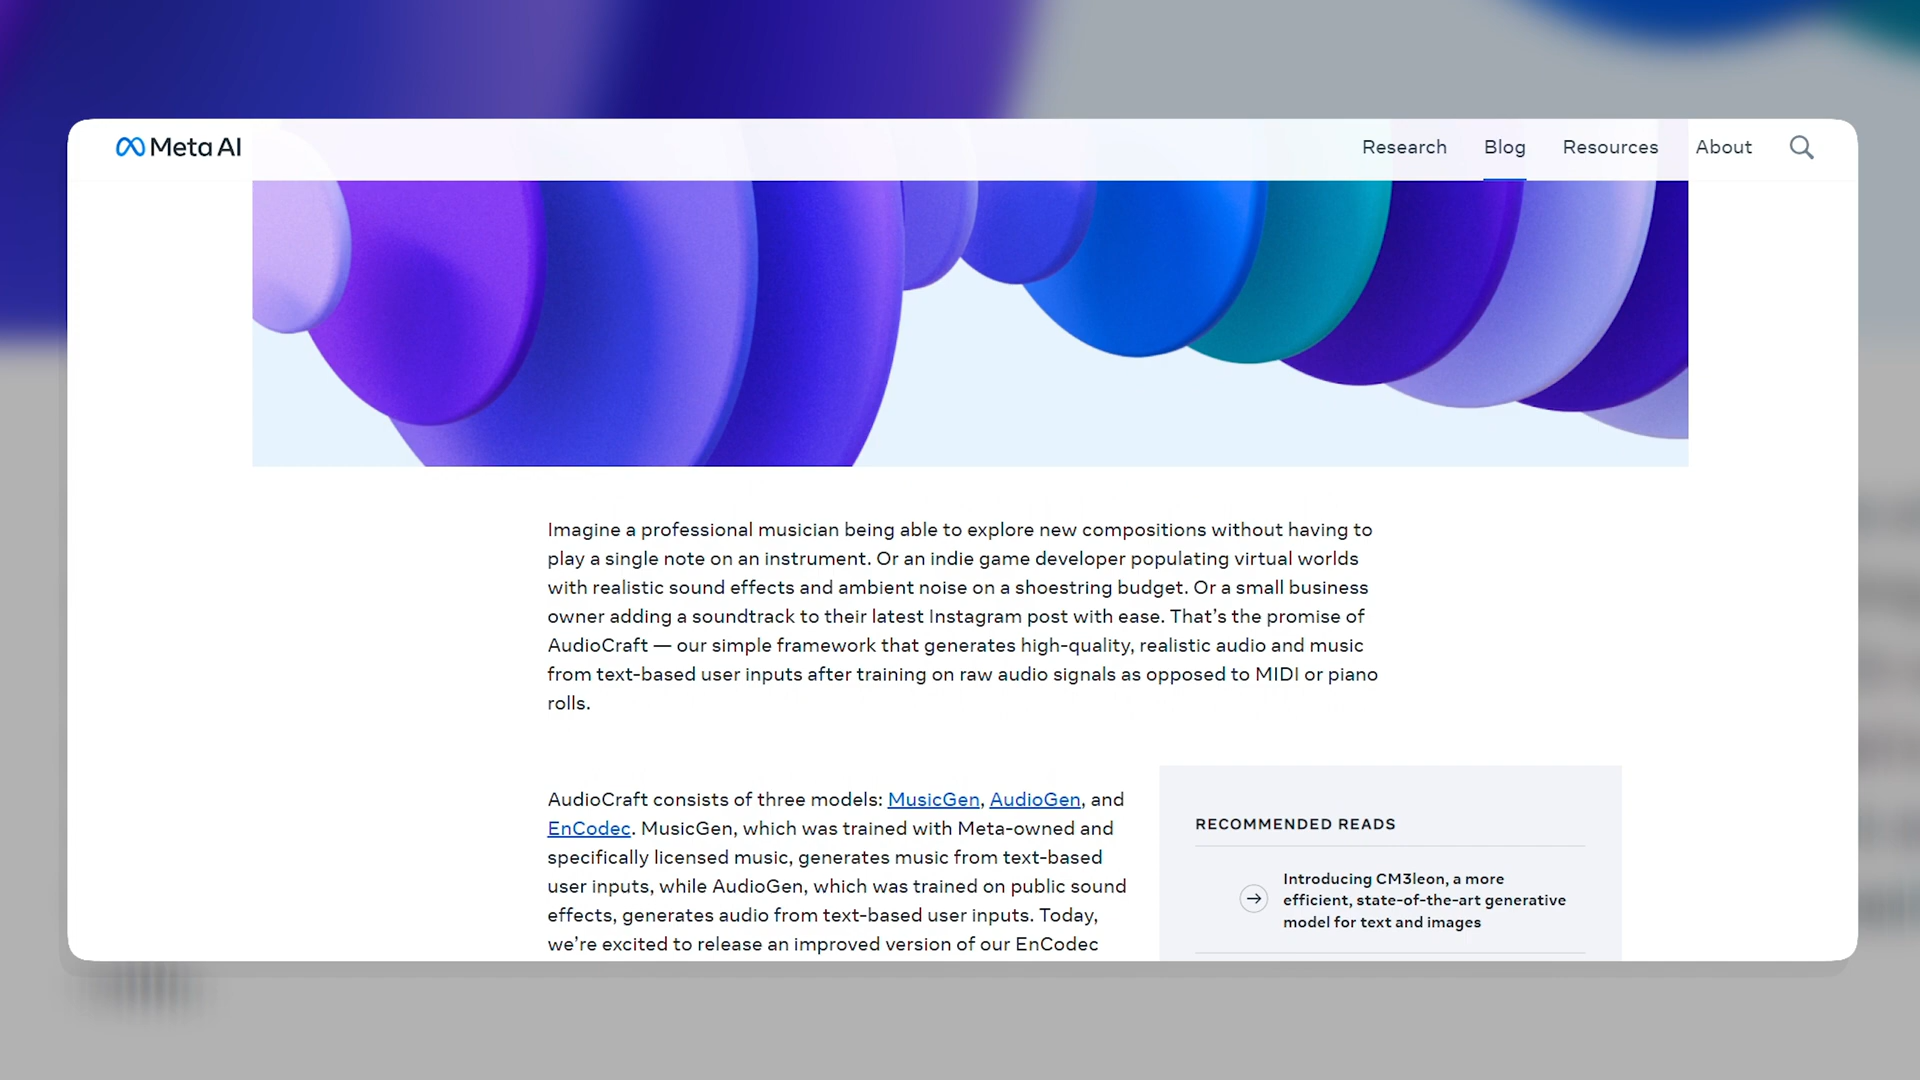 Meta AI
Research Blog Resources About
Imagine a professional musician being able to explore new compositions without having to
play a single note on an instrument. Or an indie game developer populating virtual worlds
with realistic sound effects and ambient noise on a shoestring budget. Or a small business
owner adding a soundtrack to their latest Instagram post with ease. That’s the promise of
AudioCraft — our simple framework that generates high-quality, realistic audio and music
from text-based user inputs after training on raw audio signals as opposed to MIDI or piano
rolls.
AudioCraft consists of three models: MusicGen, AudioGen, and
EnCodec. MusicGen, which was trained with Meta-owned and
specifically licensed music, generates music from text-based
user inputs, while AudioGen, which was trained on public sound
effects, generates audio from text-based user inputs. Today,
we’re excited to release an improved version of our EnCodec
RECOMMENDED READS
Introducing CM3leon, a more
efficient, state-of-the-art generative
model for text and images